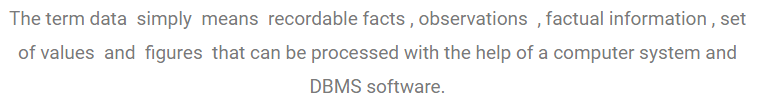 The term data  simply  means  recordable facts , observations  , factual information , set
of values  and  figures  that can be processed with the help of a computer system and
DBMS software.